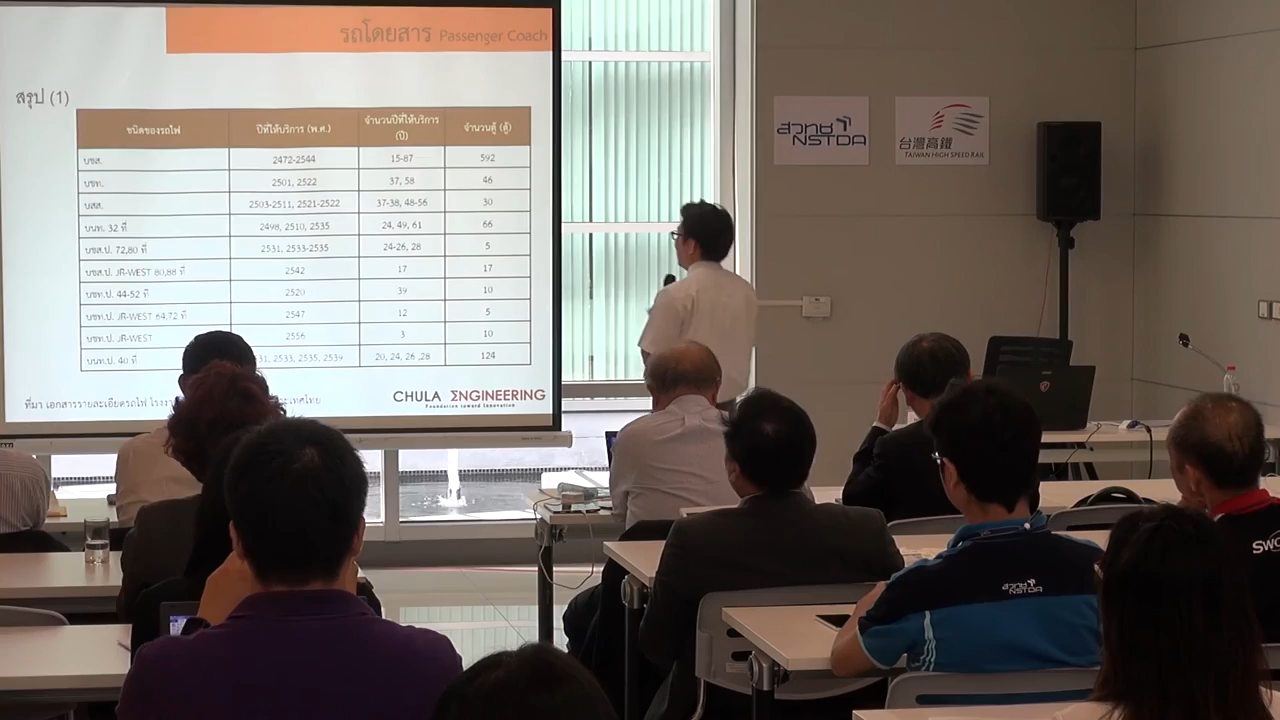 รถโดยสาร Passenger Coach
สรุป (1)
ชนิดของรถไฟ ปีที่ให้บริการ (พ.ศ.) จำนวนปีที่ให้บริการ (ปี) จำนวนตู้ (ตู้)
บชส. 2472-2544 15-87 592
บชท. 2501, 2522 37, 58 46
บสส. 2503-2511, 2521-2522 37-38, 48-56 30
บนท. 32 ที่ 2498, 2510, 2535 24, 49, 61 66
บชส.ป. 72,80 ที่ 2531, 2533-2535 24-26, 28 5
บชส.ป. JR-WEST 80,88 ที่ 2542 17 17
บชท.ป. 44-52 ที่ 2520 39 10
บชท.ป. JR-WEST 64,72 ที่ 2547 12 5
บชท.ป. JR-WEST 2556 3 10
บนท.ป. 40 ที่ 2533, 2535, 2539 20, 24, 26 ,28 124
ที่มา เอกสารรายละเอียดรถไฟ
CHULA ΣNGINEERING
Foundation toward Innovation
สวทช
NSTDA
台灣高鐵
TAIWAN HIGH SPEED RAIL
สวทช
NSTDA